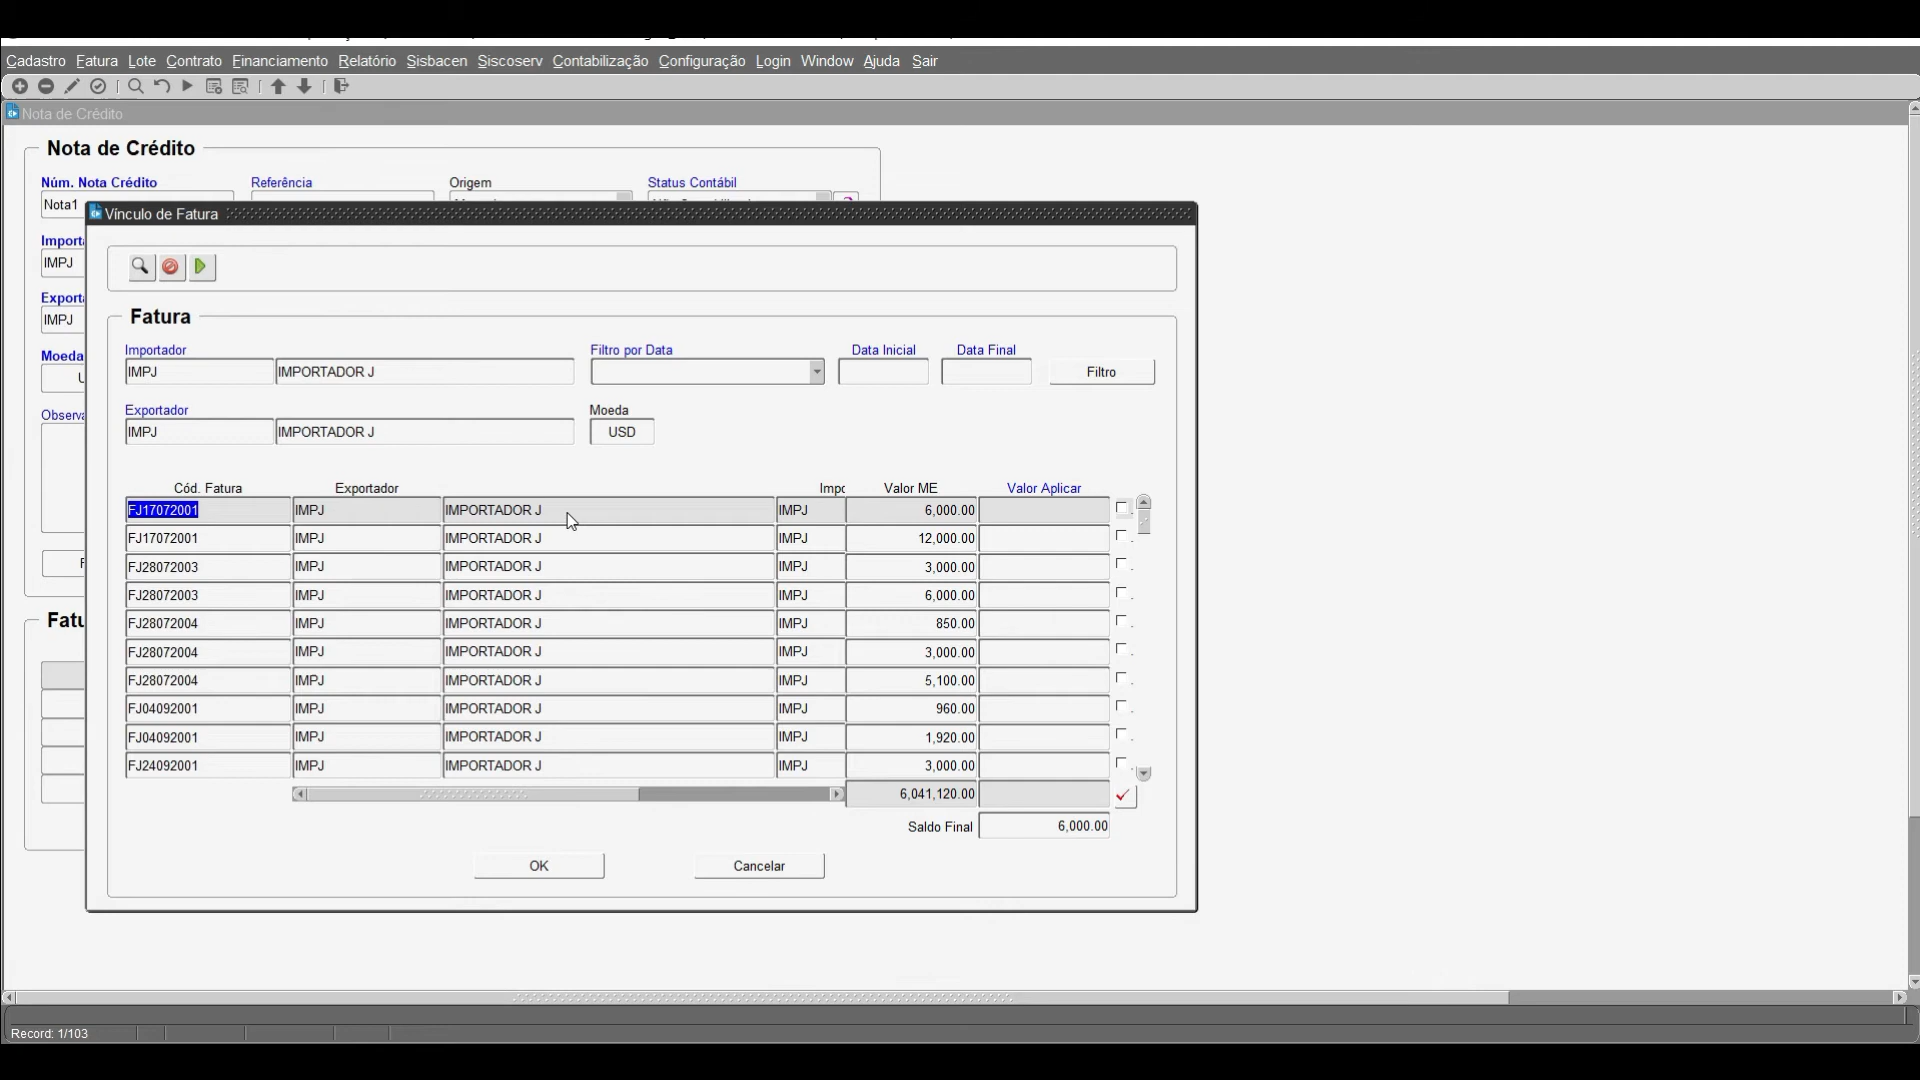 Cadastro Fatura Lote Contrato Financiamento Relatório Sisbacen Siscoserv Contabilização Configuração Login Window Ajuda Sair
Nota de Crédito
Nota de Crédito
Núm. Nota Crédito Referência Origem Status Contábil
Nota1
Vínculo de Fatura
Import
IMPJ
Export
IMPJ
Moeda
Observ
Fatu
Fatura
Importador Filtro por Data Data Inicial Data Final
IMPJ IMPORTADOR J Filtro
Exportador Moeda
IMPJ IMPORTADOR J USD
Cód. Fatura Exportador Impo Valor ME Valor Aplicar
FJ17072001 IMPJ IMPORTADOR J IMPJ 6,000.00
FJ17072001 IMPJ IMPORTADOR J IMPJ 12,000.00
FJ28072003 IMPJ IMPORTADOR J IMPJ 3,000.00
FJ28072003 IMPJ IMPORTADOR J IMPJ 6,000.00
FJ28072004 IMPJ IMPORTADOR J IMPJ 850.00
FJ28072004 IMPJ IMPORTADOR J IMPJ 3,000.00
FJ28072004 IMPJ IMPORTADOR J IMPJ 5,100.00
FJ04092001 IMPJ IMPORTADOR J IMPJ 960.00
FJ04092001 IMPJ IMPORTADOR J IMPJ 1,920.00
FJ24092001 IMPJ IMPORTADOR J IMPJ 3,000.00
6,041,120.00
Saldo Final 6,000.00
OK Cancelar
Record: 1/103